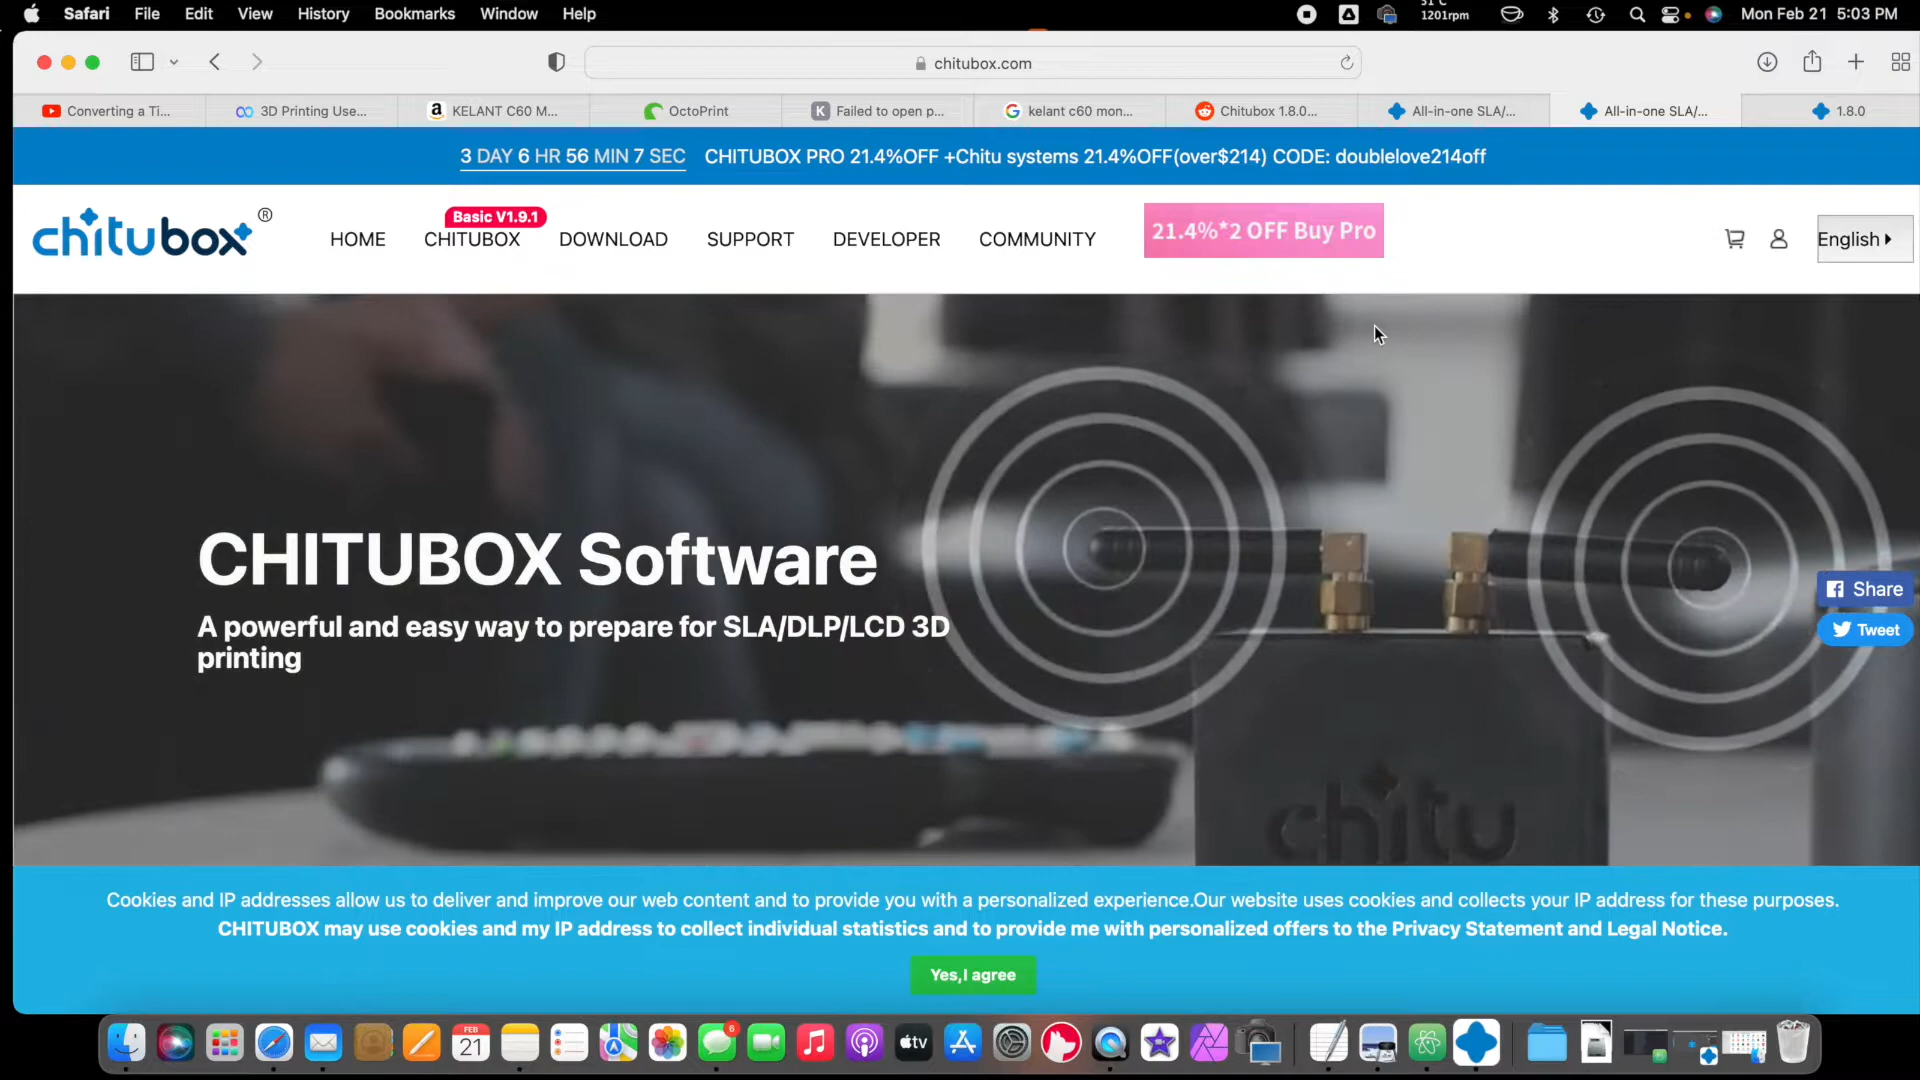 Safari File Edit View History Bookmarks Window Help
1201rpm
Mon Feb 21 5:03 PM
chitubox.com
Converting a Ti...
3D Printing Use...
KELANT C60 M...
OctoPrint
K Failed to open p...
kelant c60 mon...
Chitubox 1.8.0...
All-in-one SLA/...
All-in-one SLA/...
1.8.0
3 DAY 6 HR 56 MIN 7 SEC CHITUBOX PRO 21.4%OFF +Chitu systems 21.4%OFF(over$214) CODE: doublelove214off
chitubox®
HOME
Basic V1.9.1
CHITUBOX
DOWNLOAD
SUPPORT
DEVELOPER
COMMUNITY
21.4%*2 OFF Buy Pro
English
CHITUBOX Software
A powerful and easy way to prepare for SLA/DLP/LCD 3D
printing
Share
Tweet
chitu
Cookies and IP addresses allow us to deliver and improve our web content and to provide you with a personalized experience.Our website uses cookies and collects your IP address for these purposes.
CHITUBOX may use cookies and my IP address to collect individual statistics and to provide me with personalized offers to the Privacy Statement and Legal Notice.
Yes,I agree
FEB
21
6
tv